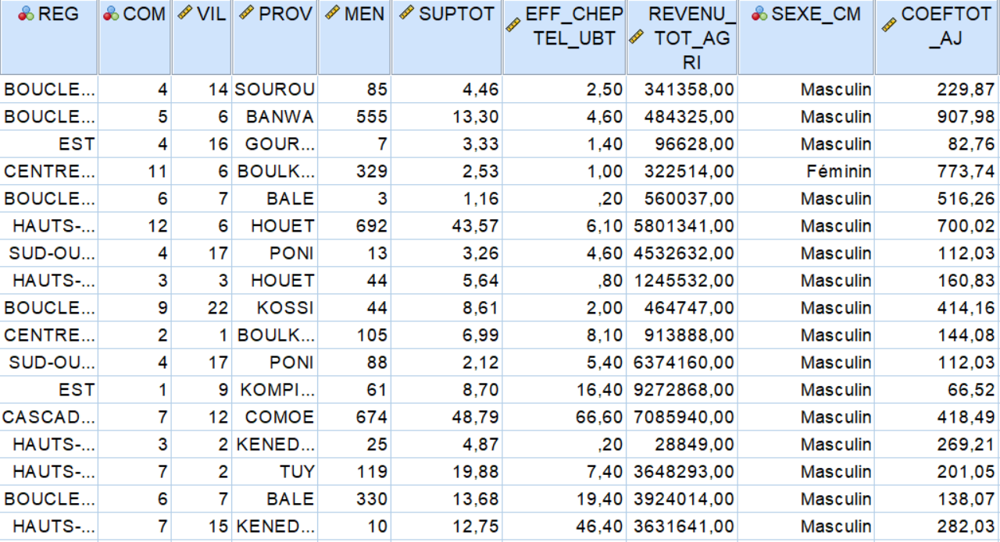 REG COM VIL PROV MEN SUPTOT EFF_CHEP REVENU_ SEXE_CM COEFTOT
TEL_UBT TOT_AG _AJ
RI
BOUCLE... 4 14 SOUROU 85 4,46 2,50 341358,00 Masculin 229,87
BOUCLE... 5 6 BANWA 555 13,30 4,60 484325,00 Masculin 907,98
EST 4 16 GOUR... 7 3,33 1,40 96628,00 Masculin 82,76
CENTRE... 11 6 BOULK... 329 2,53 1,00 322514,00 Féminin 773,74
BOUCLE... 6 7 BALE 3 1,16 ,20 560037,00 Masculin 516,26
HAUTS-... 12 6 HOUET 692 43,57 6,10 5801341,00 Masculin 700,02
SUD-OU... 4 17 PONI 13 3,26 4,60 4532632,00 Masculin 112,03
HAUTS-... 3 3 HOUET 44 5,64 ,80 1245532,00 Masculin 160,83
BOUCLE... 9 22 KOSSI 44 8,61 2,00 464747,00 Masculin 414,16
CENTRE... 2 1 BOULK... 105 6,99 8,10 913888,00 Masculin 144,08
SUD-OU... 4 17 PONI 88 2,12 5,40 6374160,00 Masculin 112,03
EST 1 9 KOMPI... 61 8,70 16,40 9272868,00 Masculin 66,52
CASCAD... 7 12 COMOE 674 48,79 66,60 7085940,00 Masculin 418,49
HAUTS-... 3 2 KENED... 25 4,87 ,20 28849,00 Masculin 269,21
HAUTS-... 7 2 TUY 119 19,88 7,40 3648293,00 Masculin 201,05
BOUCLE... 6 7 BALE 330 13,68 19,40 3924014,00 Masculin 138,07
HAUTS-... 7 15 KENED... 10 12,75 46,40 3631641,00 Masculin 282,03